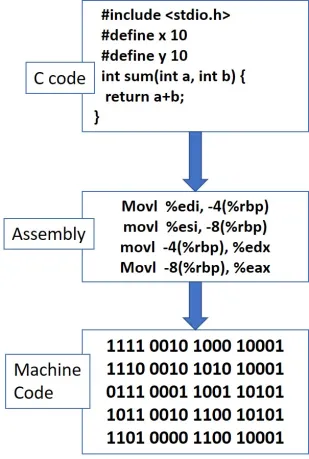 #include <stdio.h>
#define x 10
#define y 10
int sum(int a, int b) {
return a+b;
}
C code
Movl %edi, -4(%rbp)
movl %esi, -8(%rbp)
movl -4(%rbp), %edx
Movl -8(%rbp), %eax
Assembly
1111 0010 1000 10001
1110 0010 1010 10001
0111 0001 1001 10101
1011 0010 1100 10101
1101 0000 1100 10001
Machine
Code